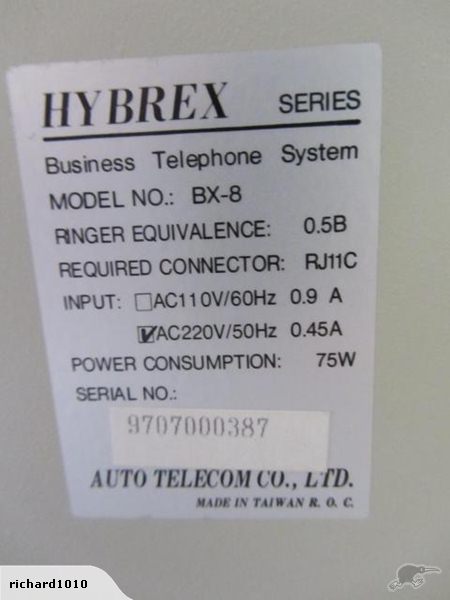 HYBREX SERIES
Business Telephone System
MODEL NO.: BX-8
RINGER EQUIVALENCE: 0.5B
REQUIRED CONNECTOR: RJ11C
INPUT: ☐AC110V/60Hz 0.9 A
☑AC220V/50Hz 0.45A
POWER CONSUMPTION: 75W
SERIAL NO.:
9707000387
AUTO TELECOM CO., LTD.
MADE IN TAIWAN R. O. C.
richard1010